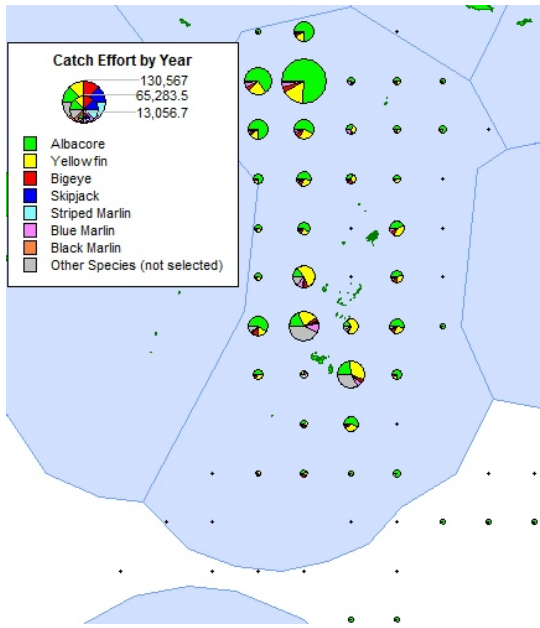 Catch Effort by Year
130,567
65,283.5
13,056.7
Albacore
Yellowfin
Bigeye
Skipjack
Striped Marlin
Blue Marlin
Black Marlin
Other Species (not selected)